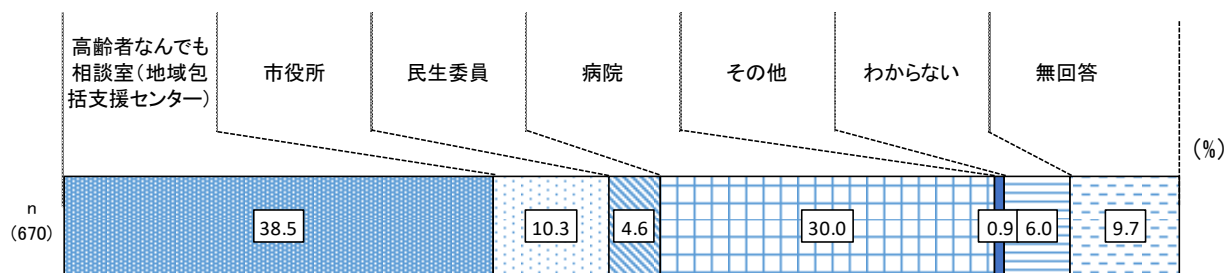 高齢者なんでも
相談室（地域包
括支援センター）
市役所
民生委員
病院
その他
わからない
無回答
(%)
n
(670)
38.5
10.3
4.6
30.0
0.9
6.0
9.7